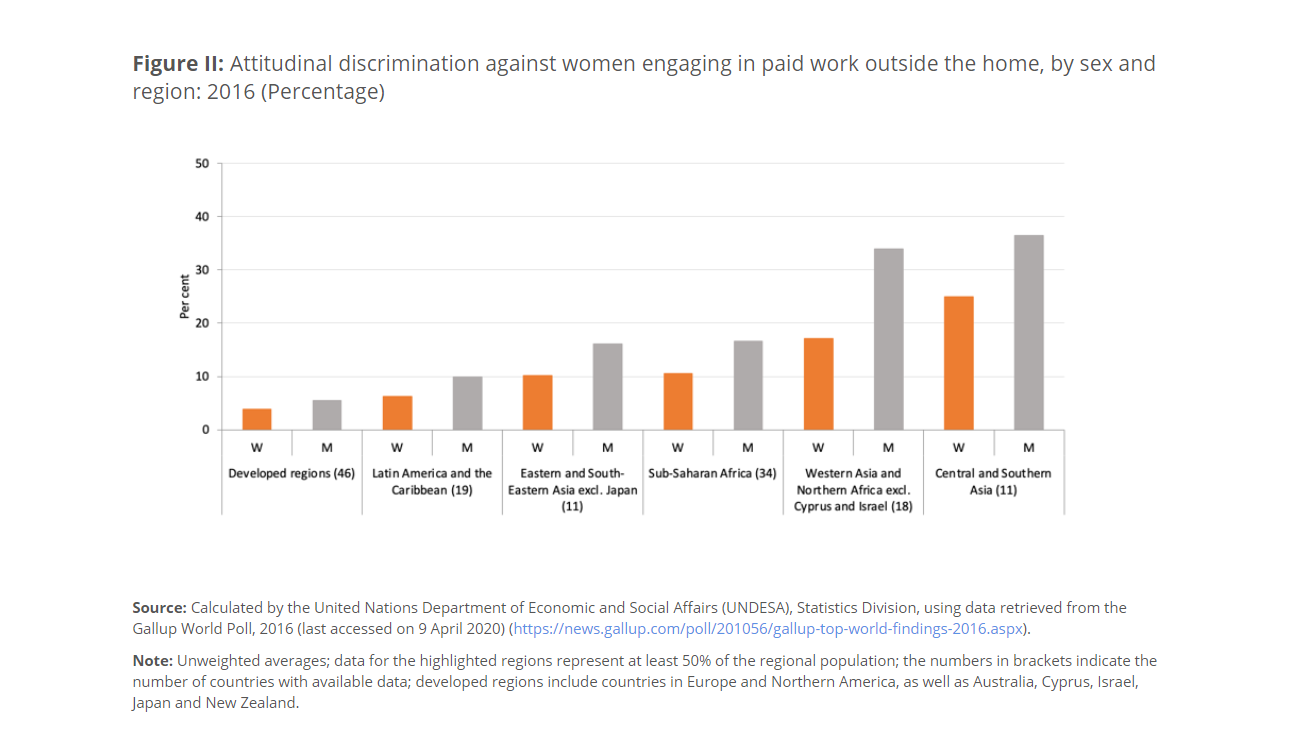 Figure II: Attitudinal discrimination against women engaging in paid work outside the home, by sex and
region: 2016 (Percentage)
50
40
30
20
10
0
Per cent
W M W M W M W M W M W M
Developed regions (46)
Latin America and the
Caribbean (19)
Eastern and South-
Eastern Asia excl. Japan
(11)
Sub-Saharan Africa (34)
Western Asia and
Northern Africa excl.
Cyprus and Israel (18)
Central and Southern
Asia (11)
Source: Calculated by the United Nations Department of Economic and Social Affairs (UNDESA), Statistics Division, using data retrieved from the
Gallup World Poll, 2016 (last accessed on 9 April 2020) (https://news.gallup.com/poll/201056/gallup-top-world-findings-2016.aspx).
Note: Unweighted averages; data for the highlighted regions represent at least 50% of the regional population; the numbers in brackets indicate the
number of countries with available data; developed regions include countries in Europe and Northern America, as well as Australia, Cyprus, Israel,
Japan and New Zealand.